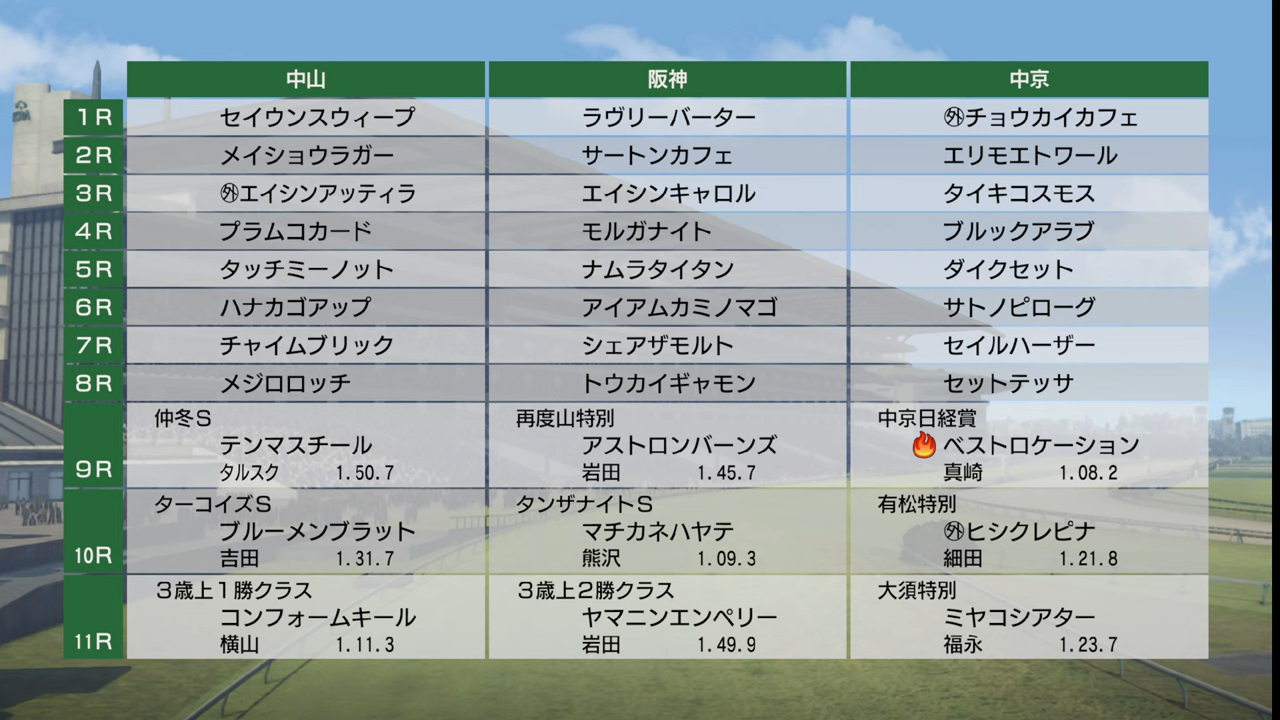 中山 阪神 中京
1R セイウンスウィープ ラヴリーバーター ㊕チョウカイカフェ
2R メイショウラガー サートンカフェ エリモエトワール
3R 外エイシンアッティラ エイシンキャロル タイキコスモス
4R プラムコカード モルガナイト ブルックアラブ
5R タッチミーノット ナムラタイタン ダイクセット
6R ハナカゴアップ アイアムカミノマゴ サトノピローグ
7R チャイムブリック シェアザモルト セイルハーザー
8R メジロロッチ トウカイギャモン セットテッサ
仲冬S 再度山特別 中京日経賞
テンマスチール アストロンバーンズ ベストロケーション
9R タルスク 1.50.7 岩田 1.45.7 真崎 1.08.2
ターコイズS タンザナイトS 有松特別
ブルーメンブラット マチカネハヤテ 外ヒシクレピナ
10R 吉田 1.31.7 熊沢 1.09.3 細田 1.21.8
3歳上1勝クラス 3歳上2勝クラス 大須特別
コンフォームキール ヤマニンエンペリー ミヤコシアター
11R 横山 1.11.3 岩田 1.49.9 福永 1.23.7